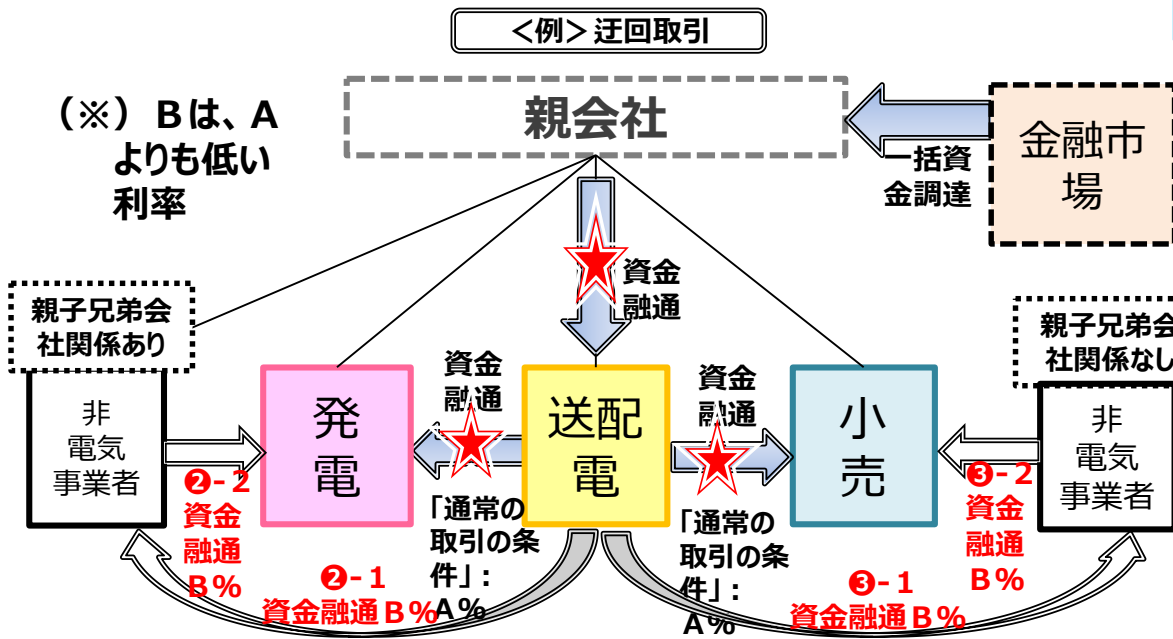 ＜例＞迂回取引
（※）Ｂは、Ａ
よりも低い
利率
親会社
金融市
場
一括資
金調達
資金
融通
親子兄弟会
社関係あり
親子兄弟会
社関係なし
非
電気
事業者
発
電
資金
融通
送配
電
資金
融通
小
売
非
電気
事業者
❷-２
資金
融通
Ｂ%
「通常の
取引の条
件」：
Ａ%
「通常の
取引の条
件」：
Ａ%
❸-２
資金
融通
Ｂ%
❷-１
資金融通Ｂ%
❸-１
資金融通Ｂ%